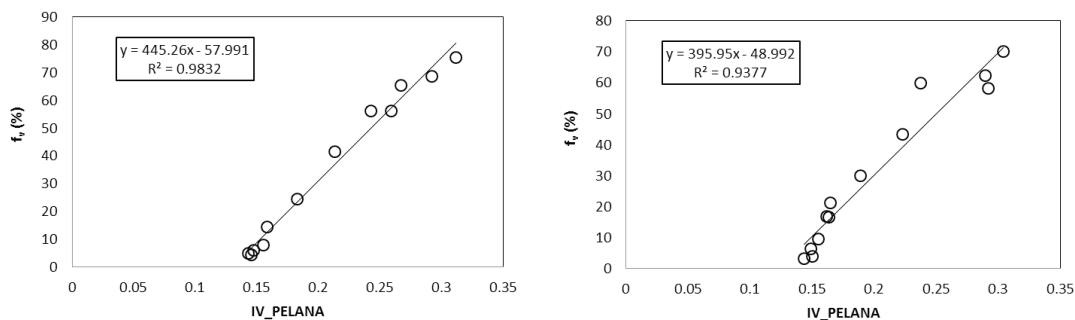 90
80
70
60
50
40
30
20
10
0
f_v (%)
y = 445.26x - 57.991
R² = 0.9832
0 0.05 0.1 0.15 0.2 0.25 0.3 0.35
IV_PELANA
80
70
60
50
40
30
20
10
0
f_v (%)
y = 395.95x - 48.992
R² = 0.9377
0 0.05 0.1 0.15 0.2 0.25 0.3 0.35
IV_PELANA